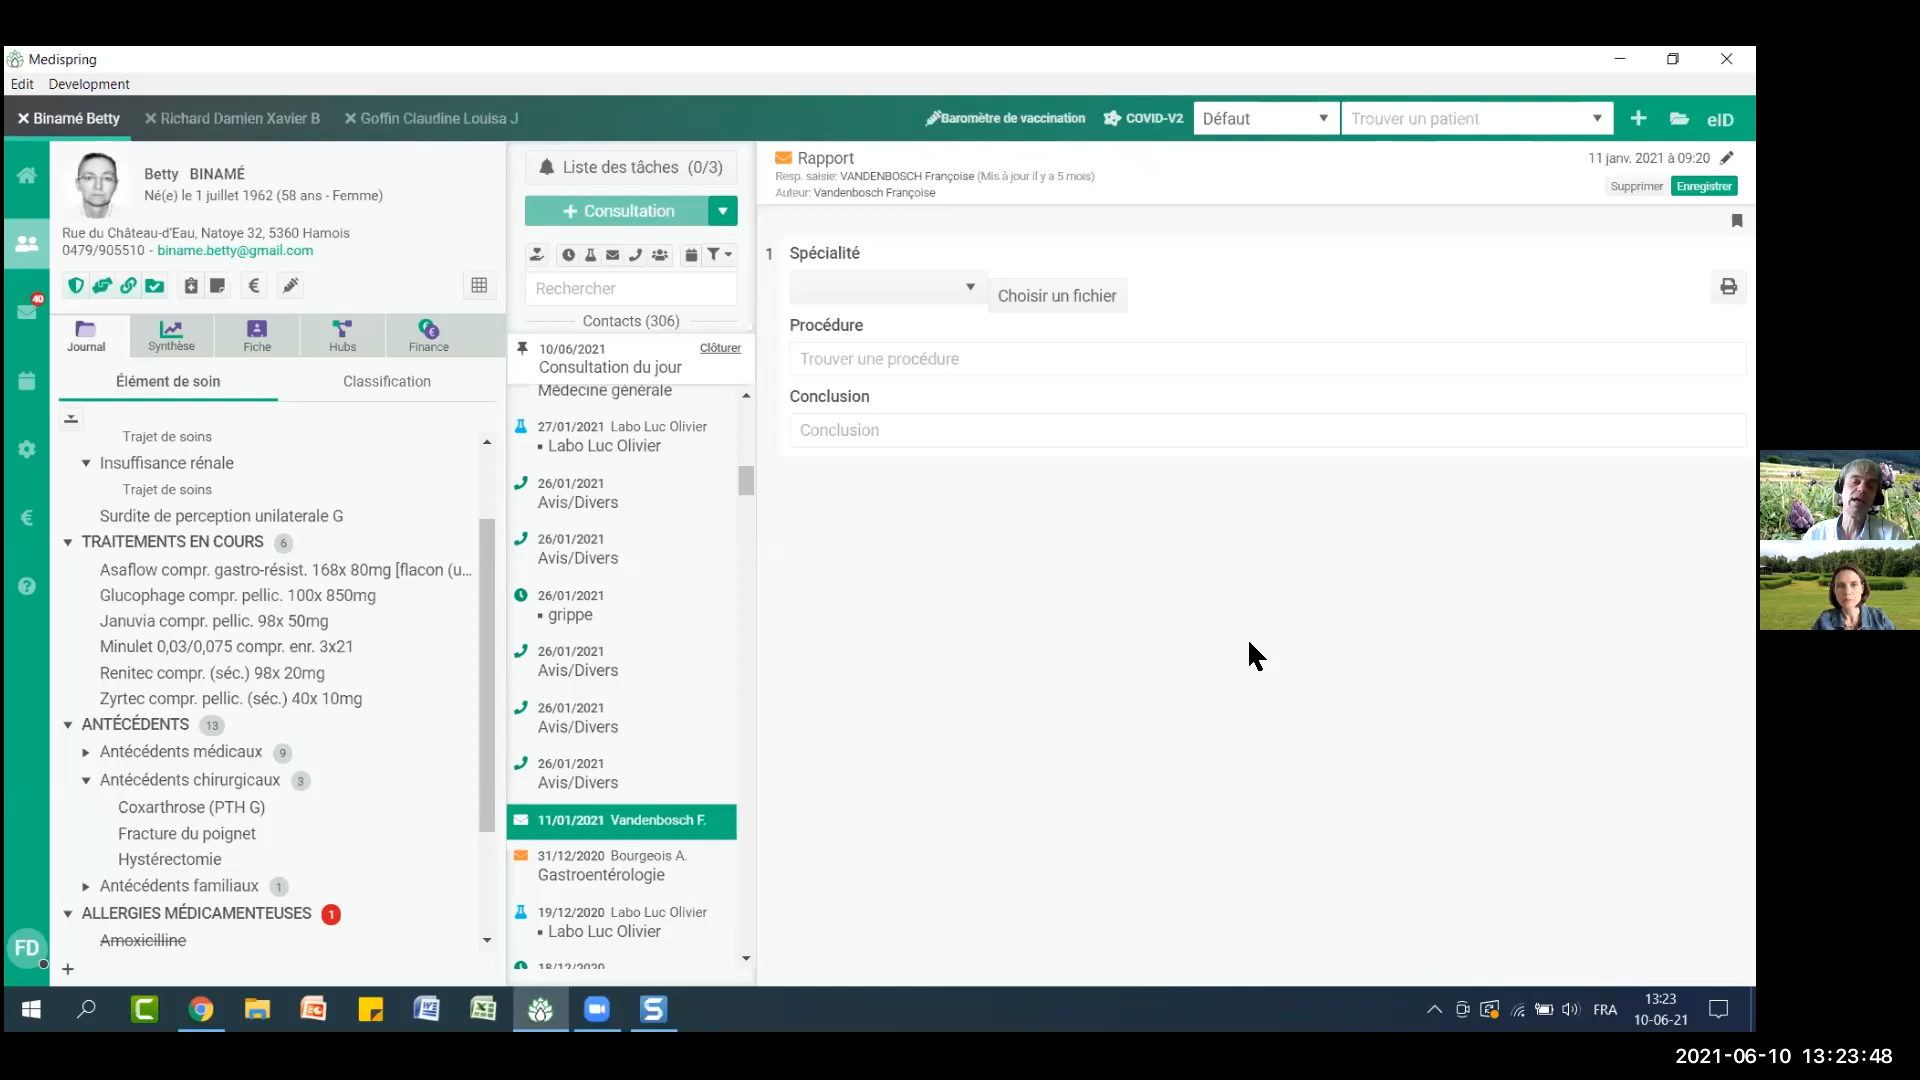 Medispring
Edit Development
Binamé Betty
Richard Damien Xavier B
Goffin Claudine Louisa J
Baromètre de vaccination
COVID-V2
Défaut
Trouver un patient
eID
Betty BINAMÉ
Né(e) le 1 juillet 1962 (58 ans - Femme)
Rue du Château-d'Eau, Natoye 32, 5360 Hamois
0479/905510 - biname.betty@gmail.com
40
Journal
Synthèse
Fiche
Hubs
Finance
Élément de soin
Classification
Trajet de soins
Insuffisance rénale
Trajet de soins
Surdite de perception unilaterale G
TRAITEMENTS EN COURS 6
Asaflow compr. gastro-résist. 168x 80mg [flacon (u...
Glucophage compr. pellic. 100x 850mg
Januvia compr. pellic. 98x 50mg
Minulet 0,03/0,075 compr. enr. 3x21
Renitec compr. (séc.) 98x 20mg
Zyrtec compr. pellic. (séc.) 40x 10mg
ANTÉCÉDENTS 13
Antécédents médicaux 9
Antécédents chirurgicaux 3
Coxarthrose (PTH G)
Fracture du poignet
Hystérectomie
Antécédents familiaux 1
ALLERGIES MÉDICAMENTEUSES 1
Amoxicilline
+
FD
Liste des tâches (0/3)
+ Consultation
Rechercher
Contacts (306)
10/06/2021 Clôturer
Consultation du jour
Médecine générale
27/01/2021 Labo Luc Olivier
▪ Labo Luc Olivier
26/01/2021
Avis/Divers
26/01/2021
Avis/Divers
26/01/2021
▪ grippe
26/01/2021
Avis/Divers
26/01/2021
Avis/Divers
26/01/2021
Avis/Divers
11/01/2021 Vandenbosch F.
31/12/2020 Bourgeois A.
Gastroentérologie
19/12/2020 Labo Luc Olivier
▪ Labo Luc Olivier
18/12/2020
Rapport
11 janv. 2021 à 09:20
Resp. saisie: VANDENBOSCH Françoise (Mis à jour il y a 5 mois)
Auteur: Vandenbosch Françoise
Supprimer
Enregistrer
1 Spécialité
Choisir un fichier
Procédure
Trouver une procédure
Conclusion
Conclusion
FRA
13:23
10-06-21
2021-06-10 13:23:48